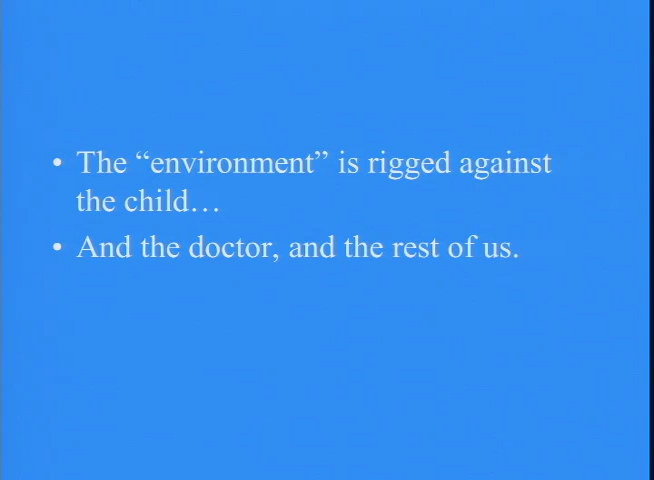 • The “environment” is rigged against
the child…
• And the doctor, and the rest of us.